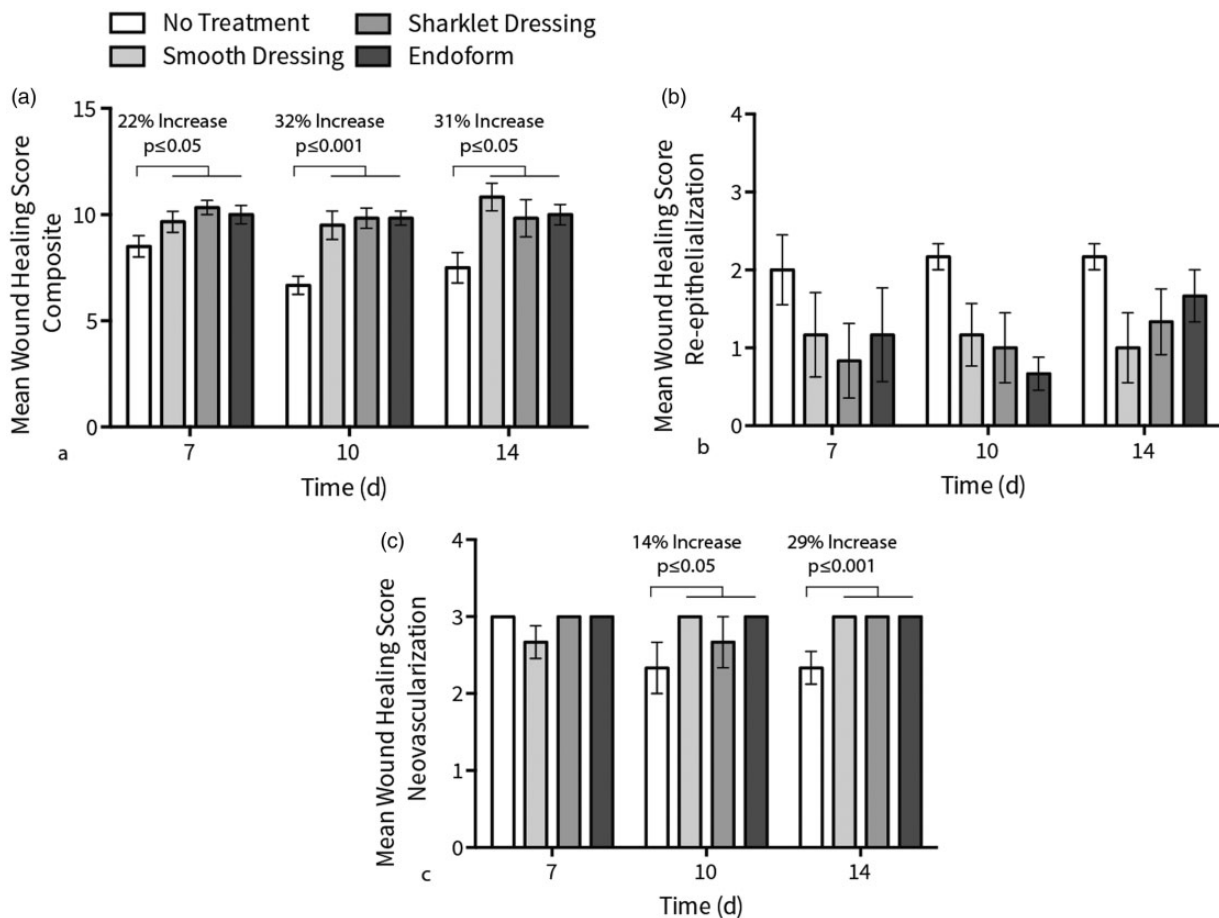 No Treatment
Sharklet Dressing
Smooth Dressing
Endoform
(a)
Mean Wound Healing Score
Composite
15
10
5
0
22% Increase
p≤0.05
32% Increase
p≤0.001
31% Increase
p≤0.05
7
10
14
a
Time (d)
(b)
Mean Wound Healing Score
Re-epithelialization
4
3
2
1
0
7
10
14
b
Time (d)
(c)
Mean Wound Healing Score
Neovascularization
4
3
2
1
0
14% Increase
p≤0.05
29% Increase
p≤0.001
7
10
14
c
Time (d)